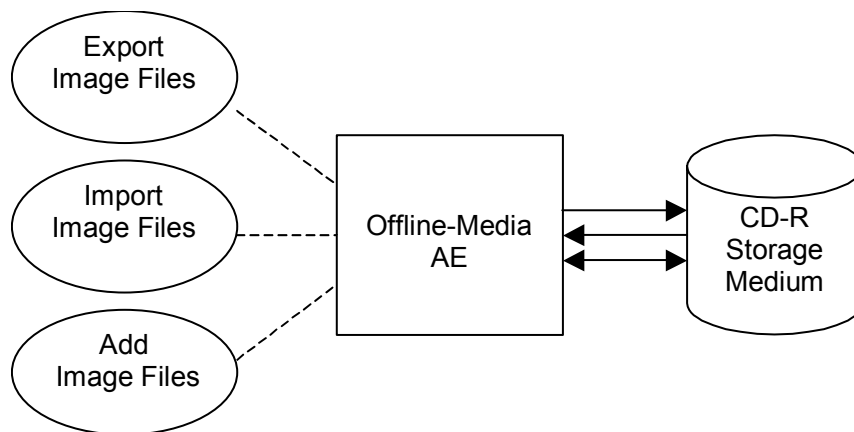 Export
Image Files
Import
Image Files
Add
Image Files
Offline-Media
AE
CD-R
Storage
Medium